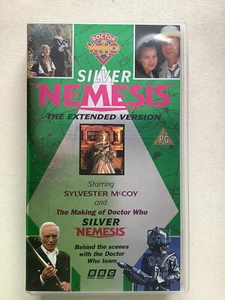 DOCTOR
WHO
SILVER
NEMESIS
THE EXTENDED VERSION
PG
Starring
SYLVESTER McCOY
and
The Making of Doctor Who
SILVER
NEMESIS
Behind the scenes
with the Doctor
Who team
BBC